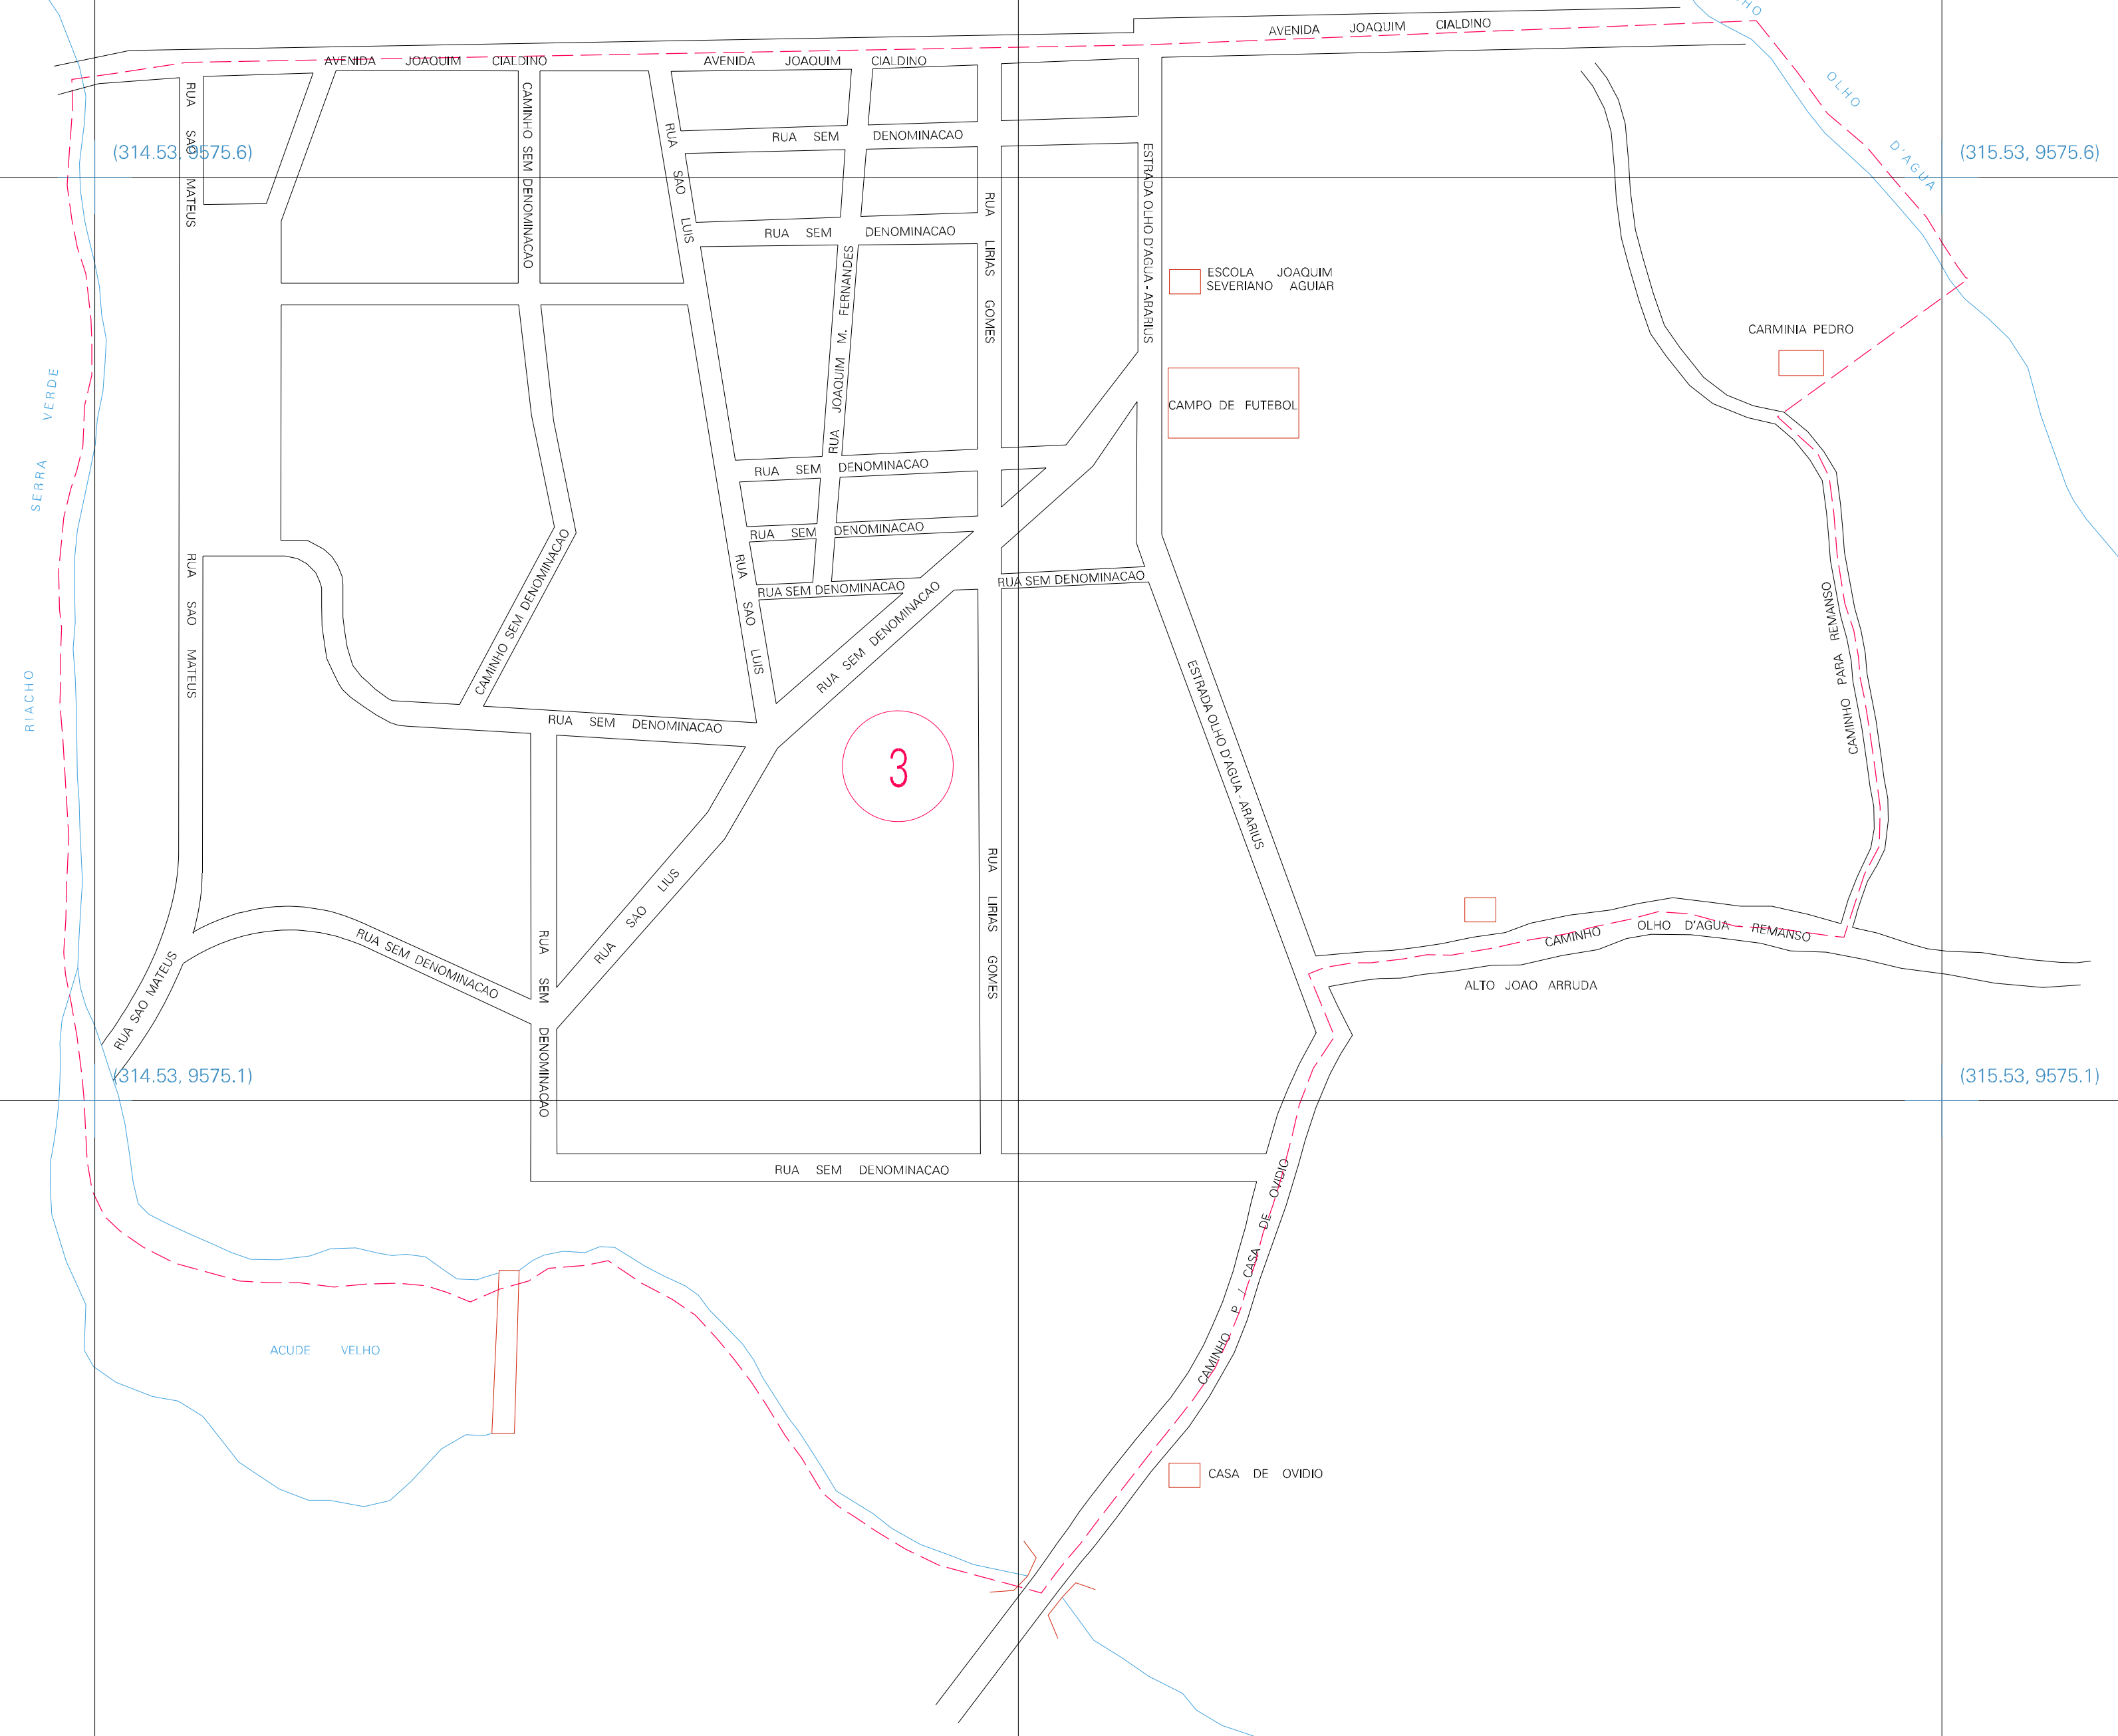 HO
AVENIDA JOAQUIM CIALDINO
AVENIDA JOAQUIM CIALDINO
AVENIDA JOAQUIM CIALDINO
OLHO
D'AGUA
RUA SAO MATEUS
CAMINHO SEM DENOMINACAO
RUA SAO LUIS
RUA SEM DENOMINACAO
(314.53, 9575.6)
(315.53, 9575.6)
ESTRADA OLHO D'AGUA - ARARIUS
RUA LIRIAS GOMES
RUA SEM DENOMINACAO
RUA JOAQUIM M. FERNANDES
ESCOLA JOAQUIM
SEVERIANO AGUIAR
CARMINIA PEDRO
CAMPO DE FUTEBOL
RIACHO SERRA VERDE
RUA SEM DENOMINACAO
RUA SEM DENOMINACAO
RUA SAO MATEUS
CAMINHO SEM DENOMINACAO
RUA SAO LUIS
RUA SEM DENOMINACAO
RUA SEM DENOMINACAO
RUA SEM DENOMINACAO
CAMINHO PARA REMANSO
ESTRADA OLHO D'AGUA - ARARIUS
RUA SEM DENOMINACAO
3
RUA SAO LIUS
RUA LIRIAS GOMES
RUA SEM DENOMINACAO
RUA SEM DENOMINACAO
CAMINHO OLHO D'AGUA REMANSO
RUA SAO MATEUS
ALTO JOAO ARRUDA
(314.53, 9575.1)
(315.53, 9575.1)
RUA SEM DENOMINACAO
CAMINHO P / CASA DE OVIDIO
ACUDE VELHO
CASA DE OVIDIO